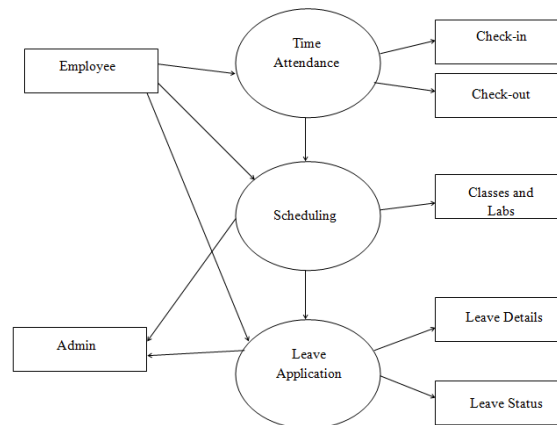 Time
Attendance
Check-in
Employee
Check-out
Scheduling
Classes and
Labs
Leave Details
Admin
Leave
Application
Leave Status